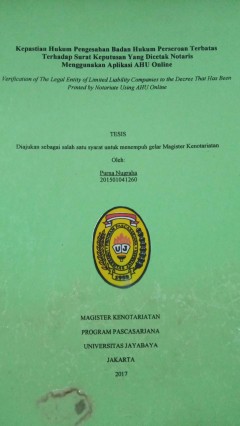 Kepastian Hukum Pengesahan Badan Hukum Perseroan Terbatas
Terhadap Surat Keputusan Yang Dicetak Notaris
Menggunakan Aplikasi AHU Online
Verification of The Legal Entity of Limited Liability Companies to the Decree That Has Been
Printed by Notariate Using AHU Online
TESIS
Diajukan sebagai salah satu syarat untuk menempuh gelar Magister Kenotariatan
Oleh:
Purna Nugraha
201501041260
UJ
MAGISTER KENOTARIATAN
PROGRAM PASCASARJANA
UNIVERSITAS JAYABAYA
JAKARTA
2017